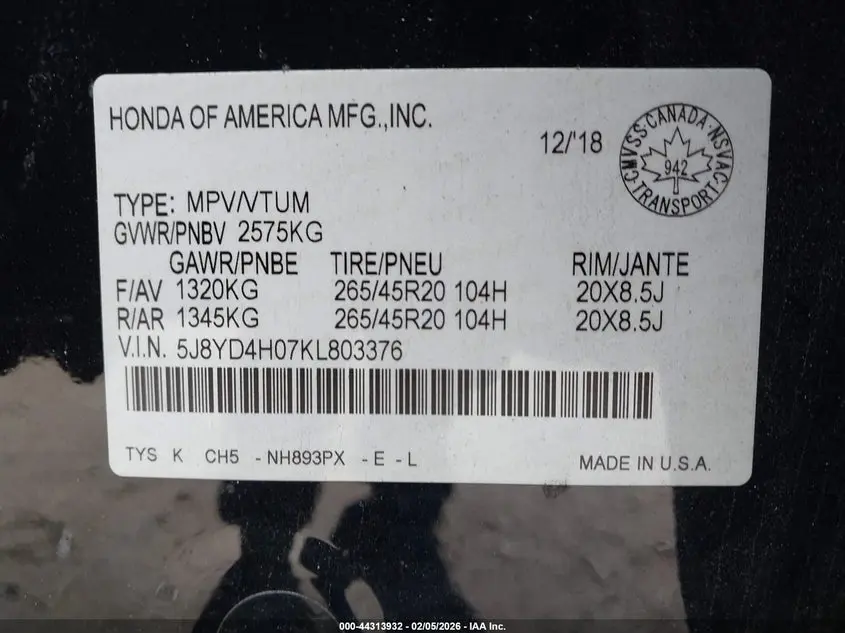 HONDA OF AMERICA MFG.,INC.
12/'18
CMVSS·CANADA·NSVAC·TRANSPORT·
942
TYPE: MPV/VTUM
GVWR/PNBV 2575KG
GAWR/PNBE TIRE/PNEU RIM/JANTE
F/AV 1320KG 265/45R20 104H 20X8.5J
R/AR 1345KG 265/45R20 104H 20X8.5J
V.I.N. 5J8YD4H07KL803376
TYS K CH5 - NH893PX - E - L MADE IN U.S.A.
000-44313932 - 02/05/2026 - IAA Inc.